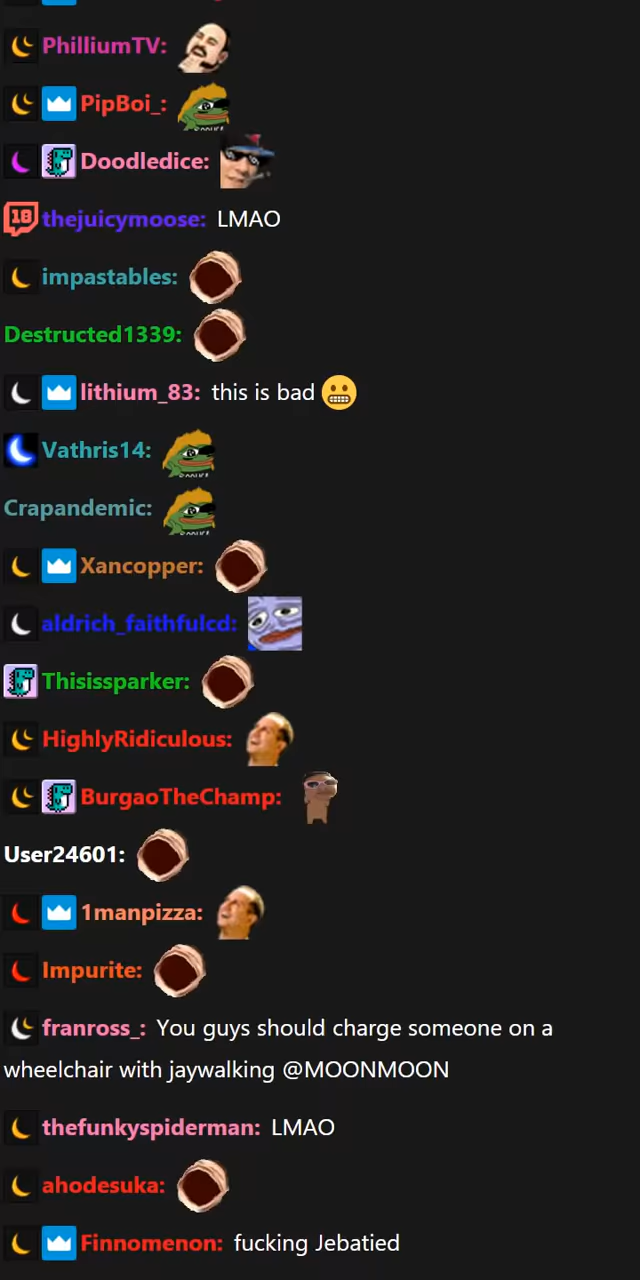 PhilliumTV:
PipBoi_:
Doodledice:
18 thejuicymoose: LMAO
impastables:
Destructed1339:
lithium_83: this is bad
Vathris14:
Crapandemic:
Xancopper:
aldrich_faithfulcd:
Thisissparker:
HighlyRidiculous:
BurgaoTheChamp:
User24601:
1manpizza:
Impurite:
franross_: You guys should charge someone on a
wheelchair with jaywalking @MOONMOON
thefunkyspiderman: LMAO
ahodesuka:
Finnomenon: fucking Jebatied